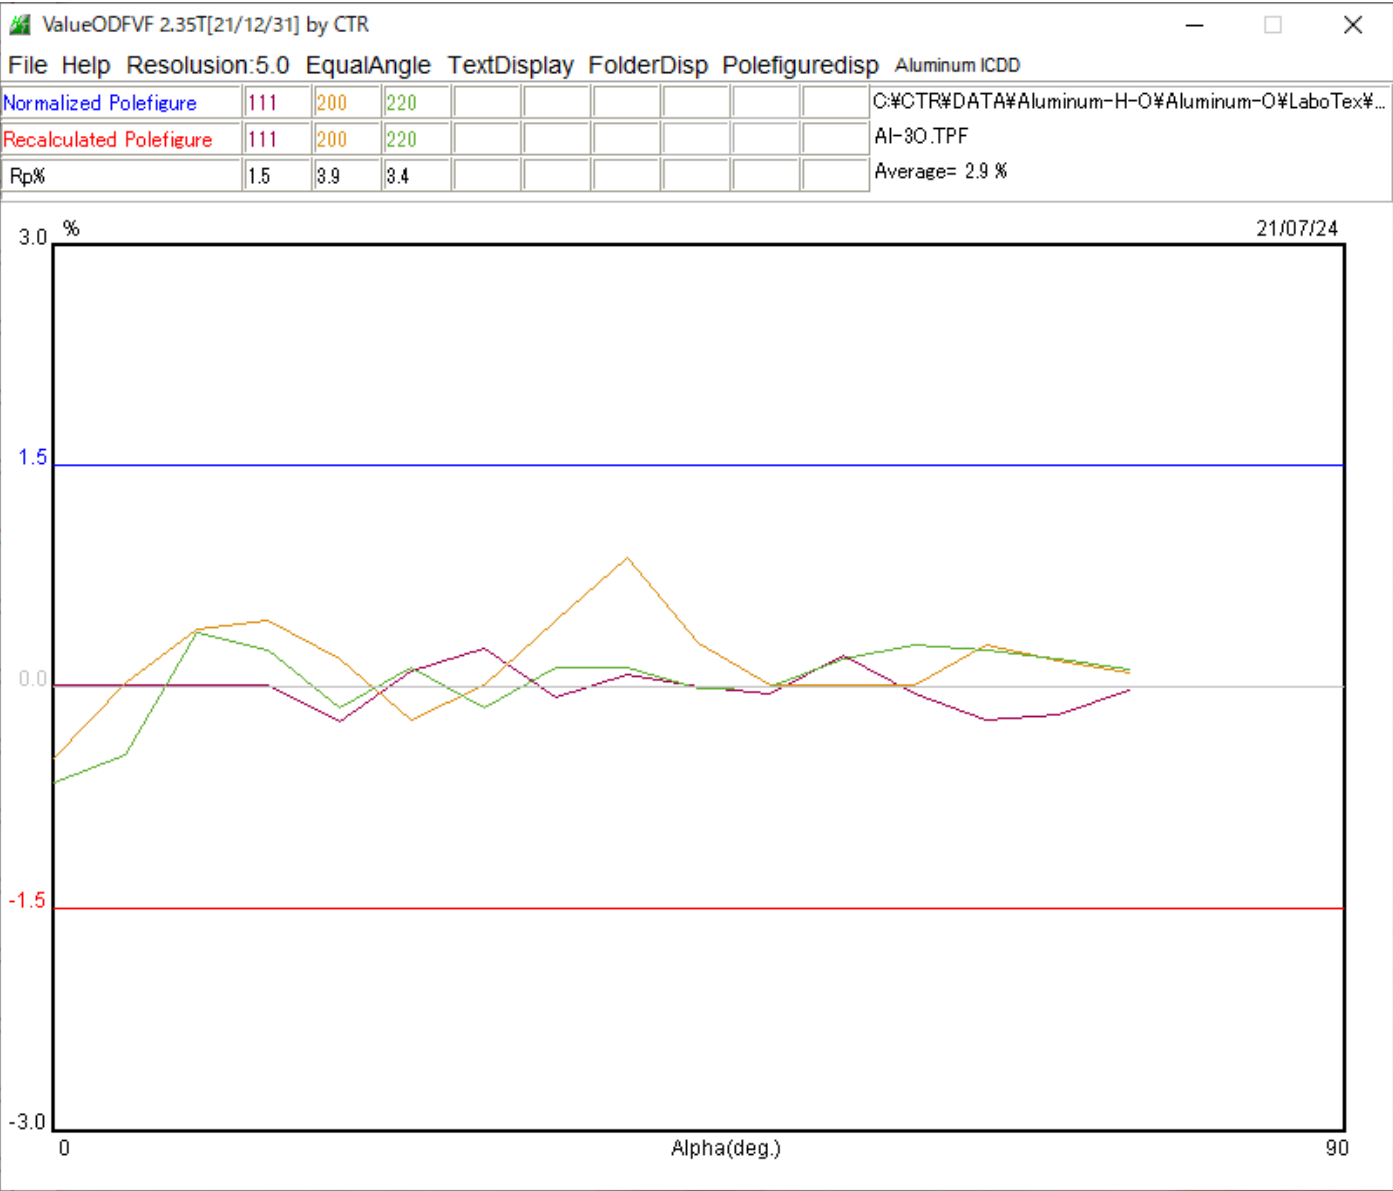 ValueODFVF 2.35T[21/12/31] by CTR
File Help Resolusion:5.0 EqualAngle TextDisplay FolderDisp Polefiguredisp Aluminum ICDD
Normalized Polefigure 111 200 220 C:¥CTR¥DATA¥Aluminum-H-O¥Aluminum-O¥LaboTex¥...
Recalculated Polefigure 111 200 220 Al-3O.TPF
Rp% 1.5 3.9 3.4 Average= 2.9 %
3.0 % 21/07/24
1.5
0.0
-1.5
-3.0
0 Alpha(deg.) 90